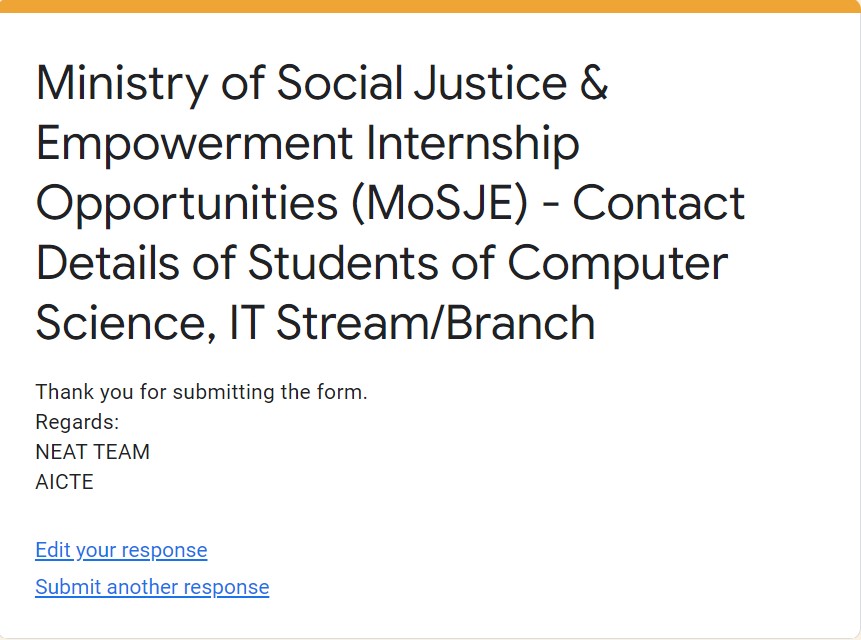 Ministry of Social Justice &
Empowerment Internship
Opportunities (MoSJE) - Contact
Details of Students of Computer
Science, IT Stream/Branch
Thank you for submitting the form.
Regards:
NEAT TEAM
AICTE
Edit your response
Submit another response